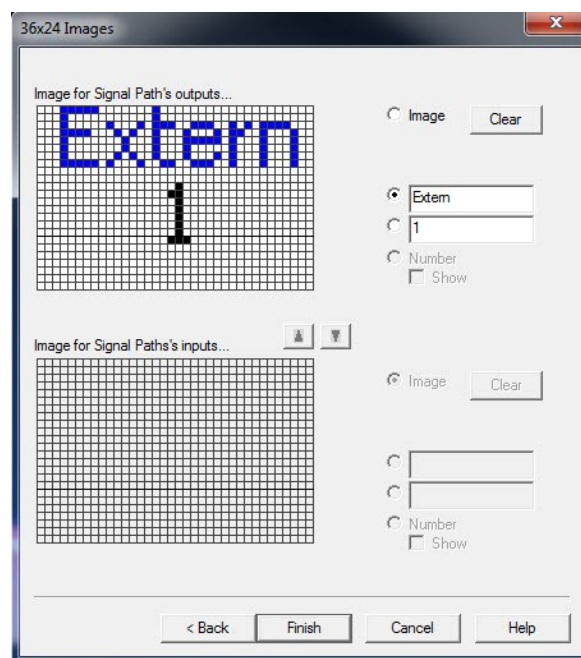 36x24 Images
Image for Signal Path's outputs...
Extern
1
Image
Clear
Extern
1
Number
Show
Image for Signal Paths's inputs...
Image
Clear
Number
Show
< Back
Finish
Cancel
Help